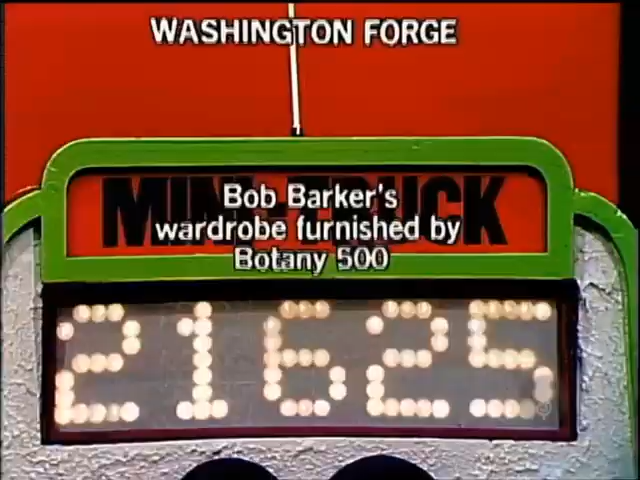 WASHINGTON FORGE
MINI-TRUCK
Bob Barker's
wardrobe furnished by
Botany 500
21625